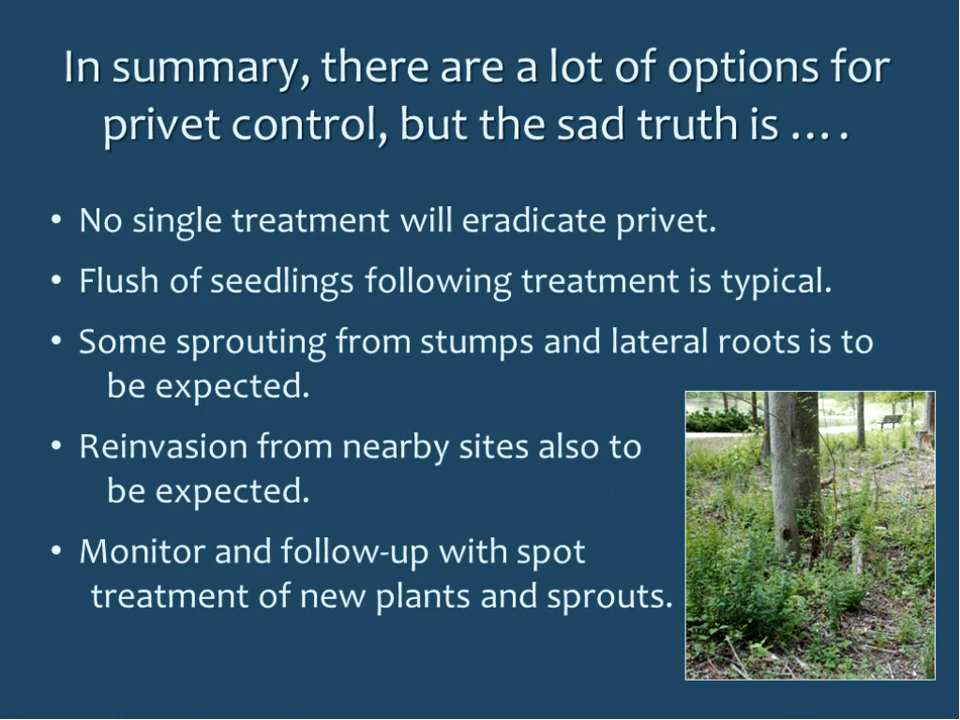 In summary, there are a lot of options for
privet control, but the sad truth is ….
• No single treatment will eradicate privet.
• Flush of seedlings following treatment is typical.
• Some sprouting from stumps and lateral roots is to
be expected.
• Reinvasion from nearby sites also to
be expected.
• Monitor and follow-up with spot
treatment of new plants and sprouts.